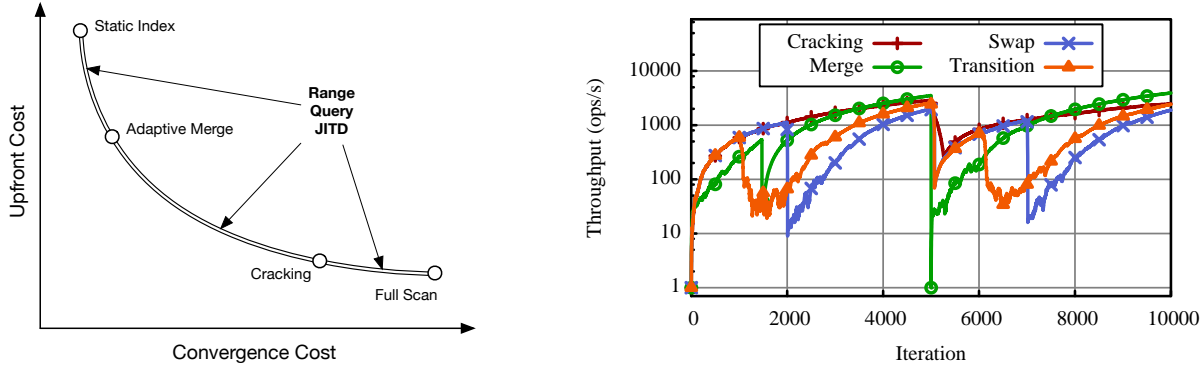 Static Index
Range
Query
JITD
Adaptive Merge
Cracking
Full Scan
Upfront Cost
Convergence Cost
Cracking
Merge
Swap
Transition
Throughput (ops/s)
10000
1000
100
10
1
0 2000 4000 6000 8000 10000
Iteration